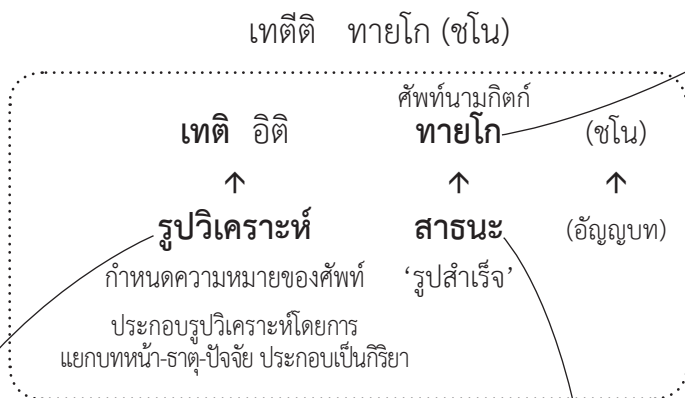 เทตีติ ทายโก (ชโน)
ศัพท์นามกิตก์
เทติ อิติ ทายโก (ชโน)
↑ ↑ ↑
รูปวิเคราะห์ สาธนะ (อัญญบท)
กำหนดความหมายของศัพท์ 'รูปสำเร็จ'
ประกอบรูปวิเคราะห์โดยการ
แยกบทหน้า-ธาตุ-ปัจจัย ประกอบเป็นกิริยา